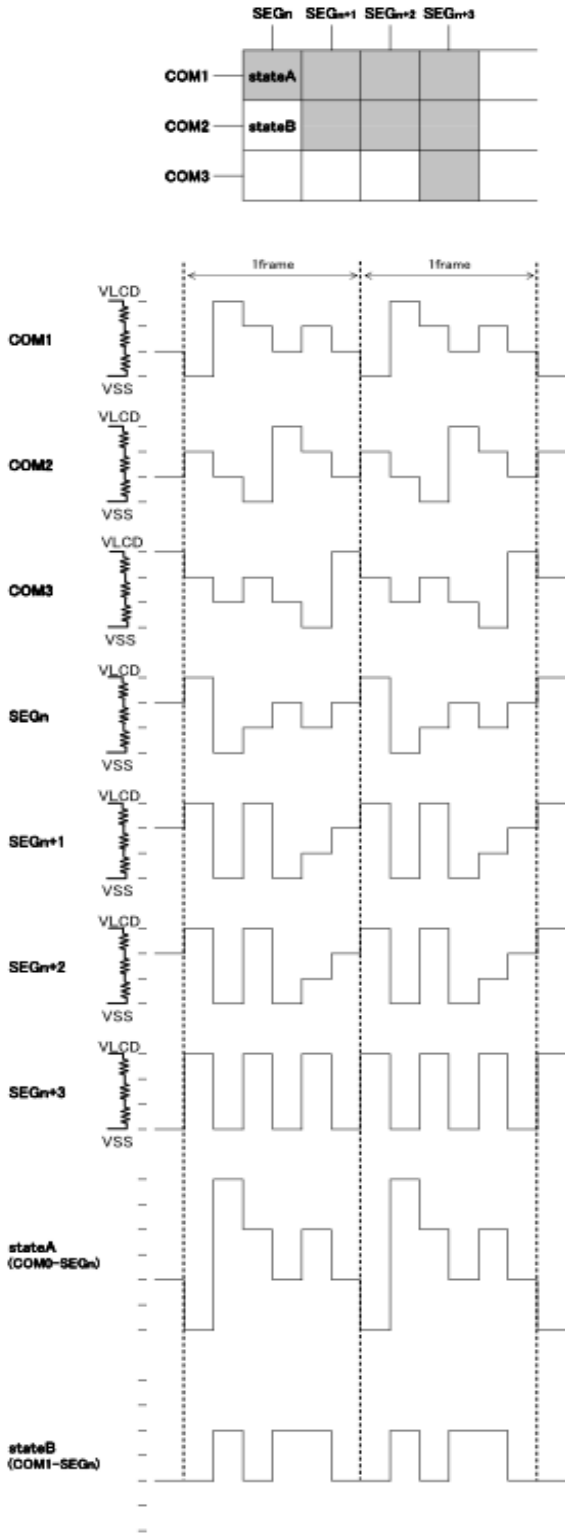 SEGn SEGn+1 SEGn+2 SEGn+3
COM1 stateA
COM2 stateB
COM3
1frame 1frame
VLCD
COM1
VSS
VLCD
COM2
VSS
VLCD
COM3
VSS
VLCD
SEGn
VSS
VLCD
SEGn+1
VSS
VLCD
SEGn+2
VSS
VLCD
SEGn+3
VSS
stateA
(COM0-SEGn)
stateB
(COM1-SEGn)